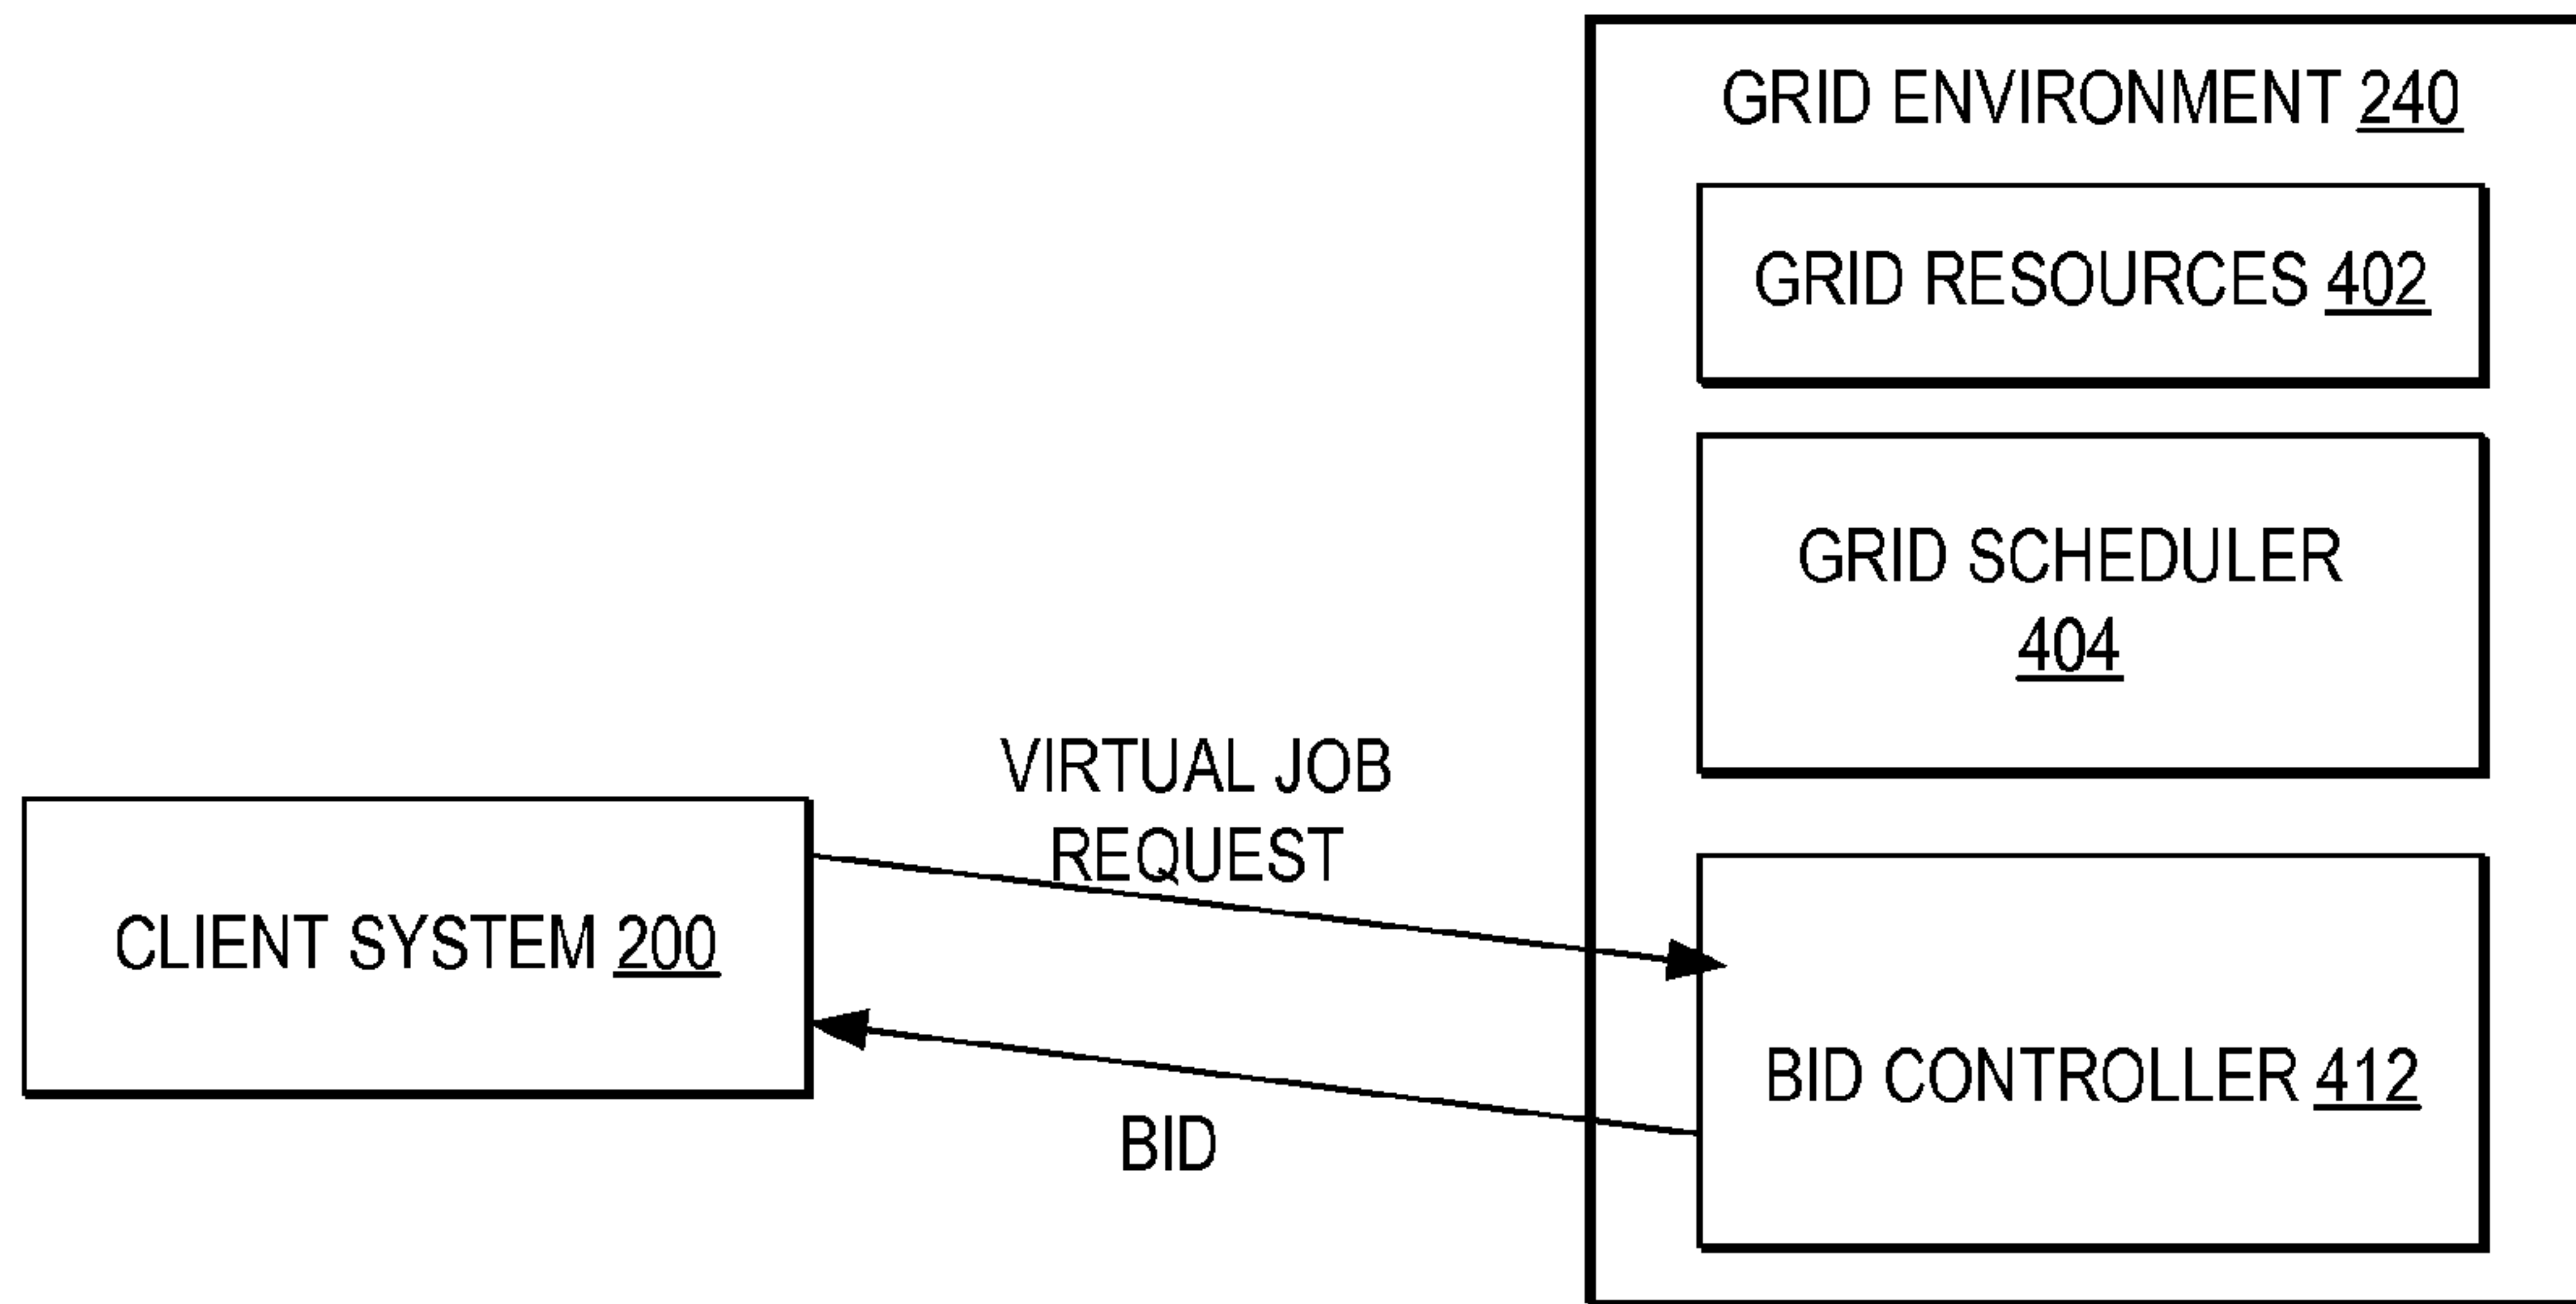 GRID ENVIRONMENT 240
GRID RESOURCES 402
GRID SCHEDULER
404
VIRTUAL JOB
REQUEST
CLIENT SYSTEM 200
BID CONTROLLER 412
BID